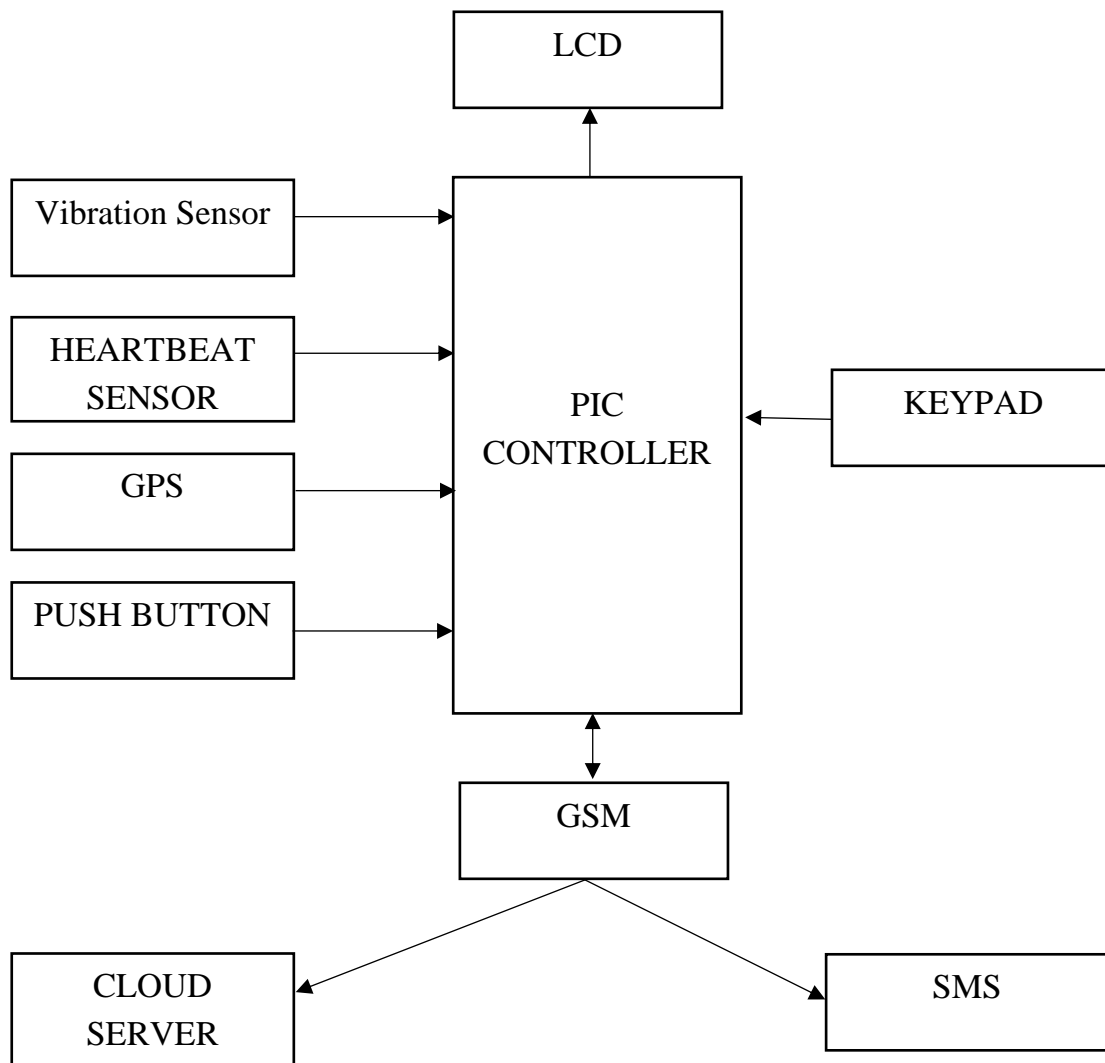 LCD
Vibration Sensor
HEARTBEAT
SENSOR
PIC
CONTROLLER
KEYPAD
GPS
PUSH BUTTON
GSM
CLOUD
SERVER
SMS